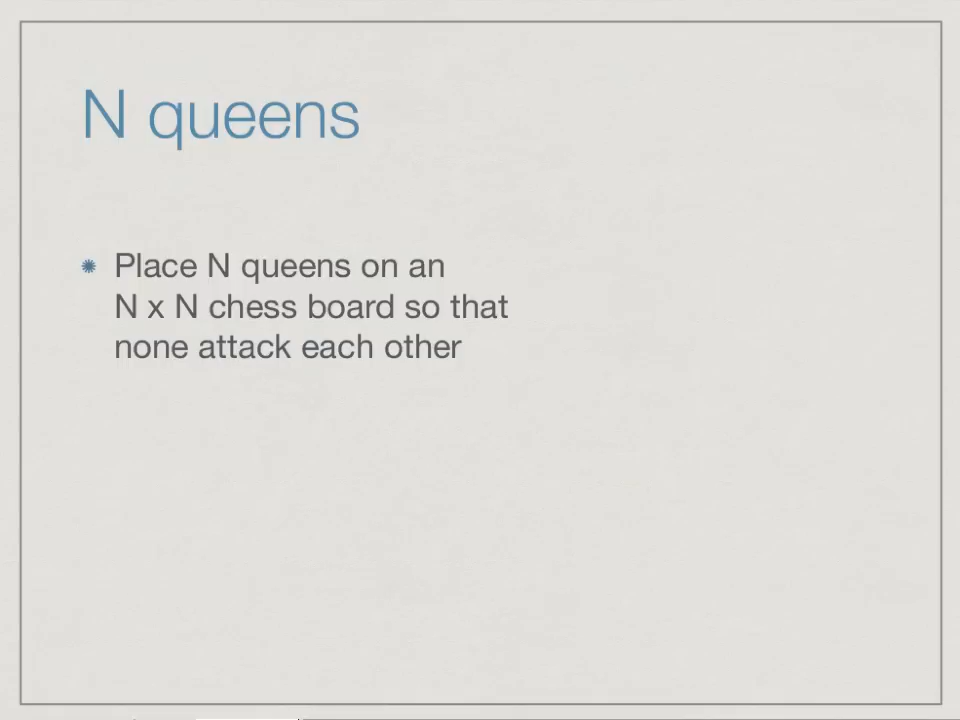 N queens
Place N queens on an
N x N chess board so that
none attack each other